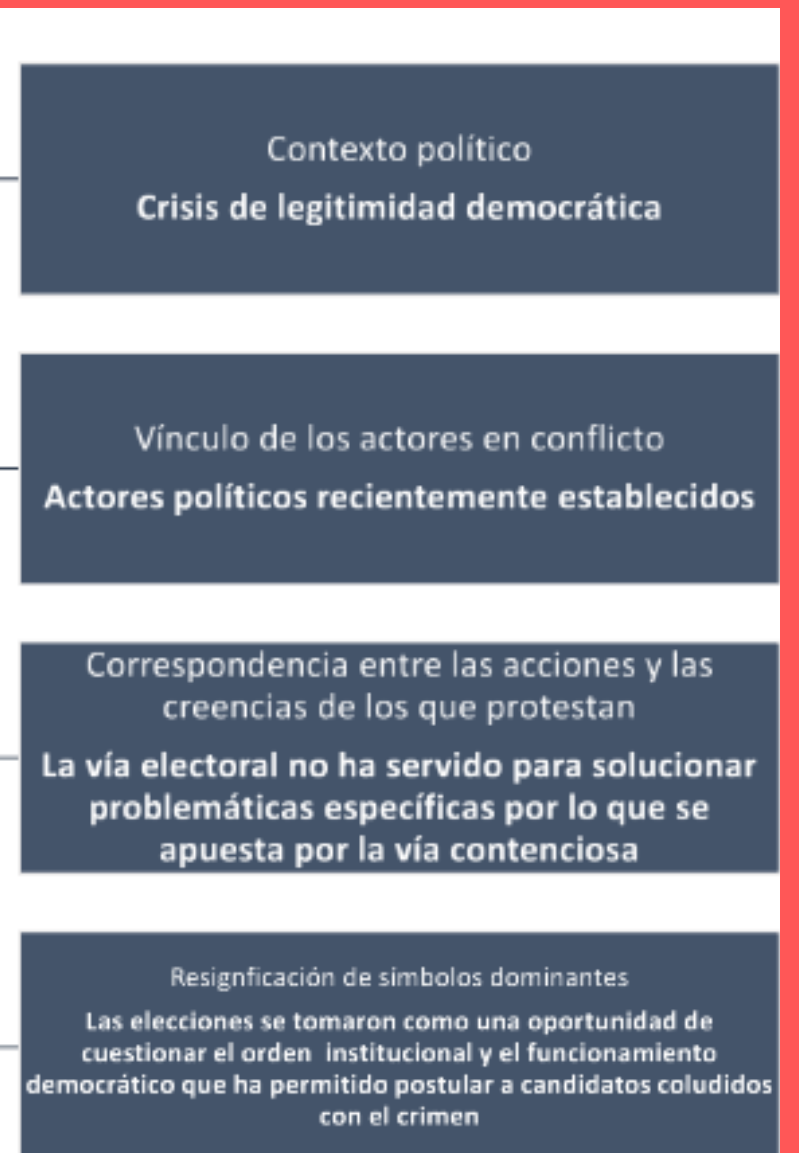 Contexto político
Crisis de legitimidad democrática
Vínculo de los actores en conflicto
Actores políticos recientemente establecidos
Correspondencia entre las acciones y las
creencias de los que protestan
La vía electoral no ha servido para solucionar
problemáticas específicas por lo que se
apuesta por la vía contenciosa
Resignficación de símbolos dominantes
Las elecciones se tomaron como una oportunidad de
cuestionar el orden institucional y el funcionamiento
democrático que ha permitido postular a candidatos coludidos
con el crimen